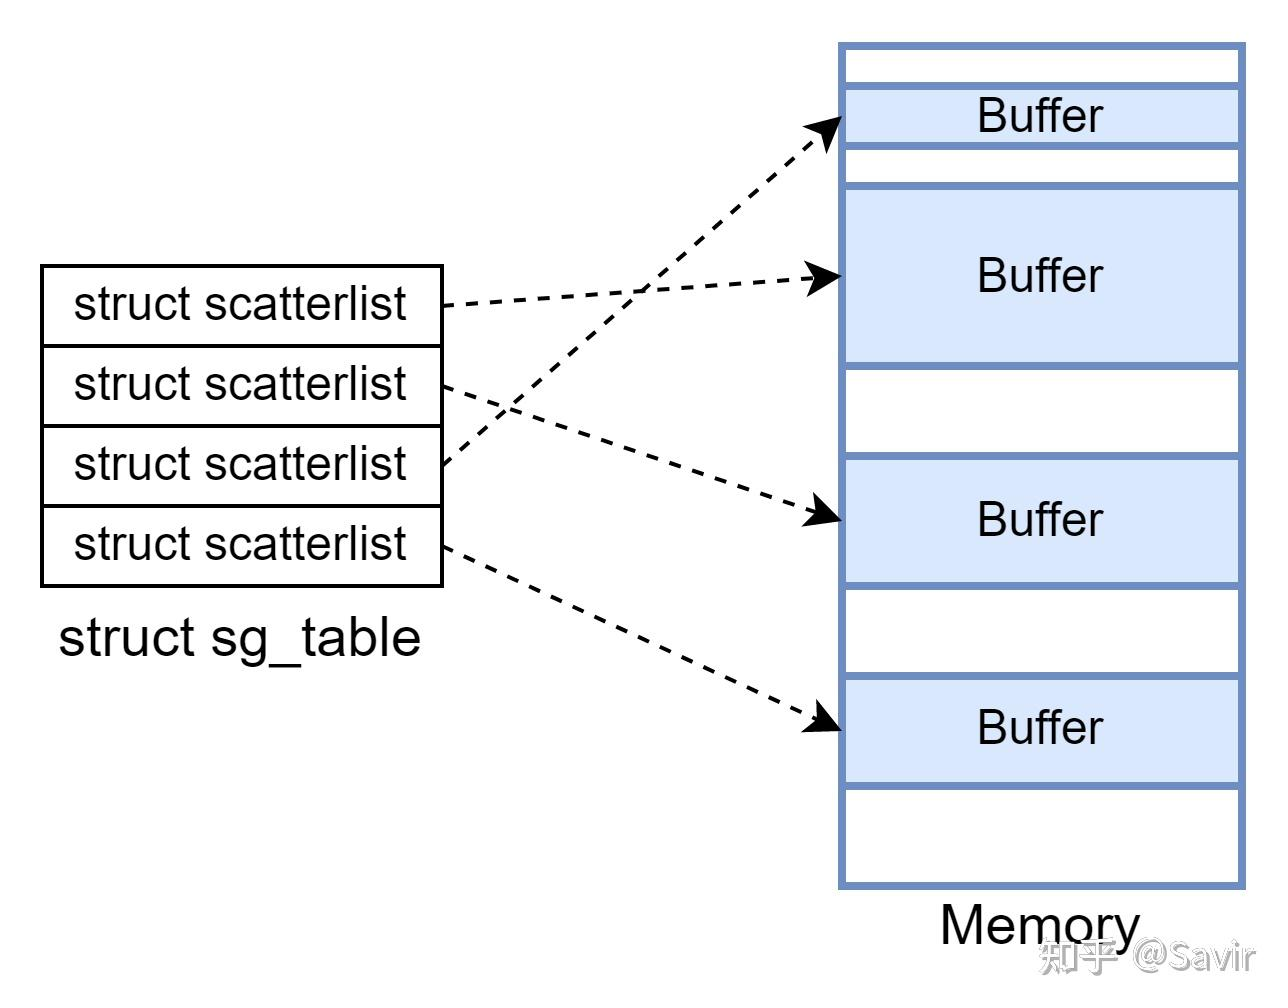 struct scatterlist
struct scatterlist
struct scatterlist
struct scatterlist
struct sg_table
Buffer
Buffer
Buffer
Buffer
Memory
知乎 @Savir